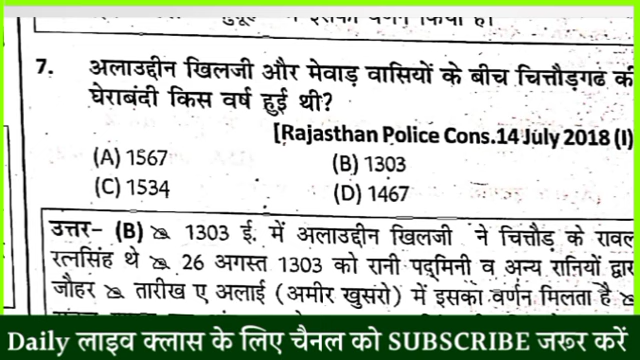 वर्णन किया है।
7. अलाउद्दीन खिलजी और मेवाड़ वासियों के बीच चित्तौड़गढ की
घेराबंदी किस वर्ष हुई थी?
[Rajasthan Police Cons.14 July 2018 (I)
(A) 1567 (B) 1303
(C) 1534 (D) 1467
उत्तर- (B) 1303 ई. में अलाउद्दीन खिलजी ने चित्तौड़ के रावल
रत्नसिंह थे 26 अगस्त 1303 को रानी पद्मिनी व अन्य रानियों द्वार
जौहर तारीख ए अलाई (अमीर खुसरो) में इसका वर्णन मिलता है
Daily लाइव क्लास के लिए चैनल को SUBSCRIBE जरूर करें